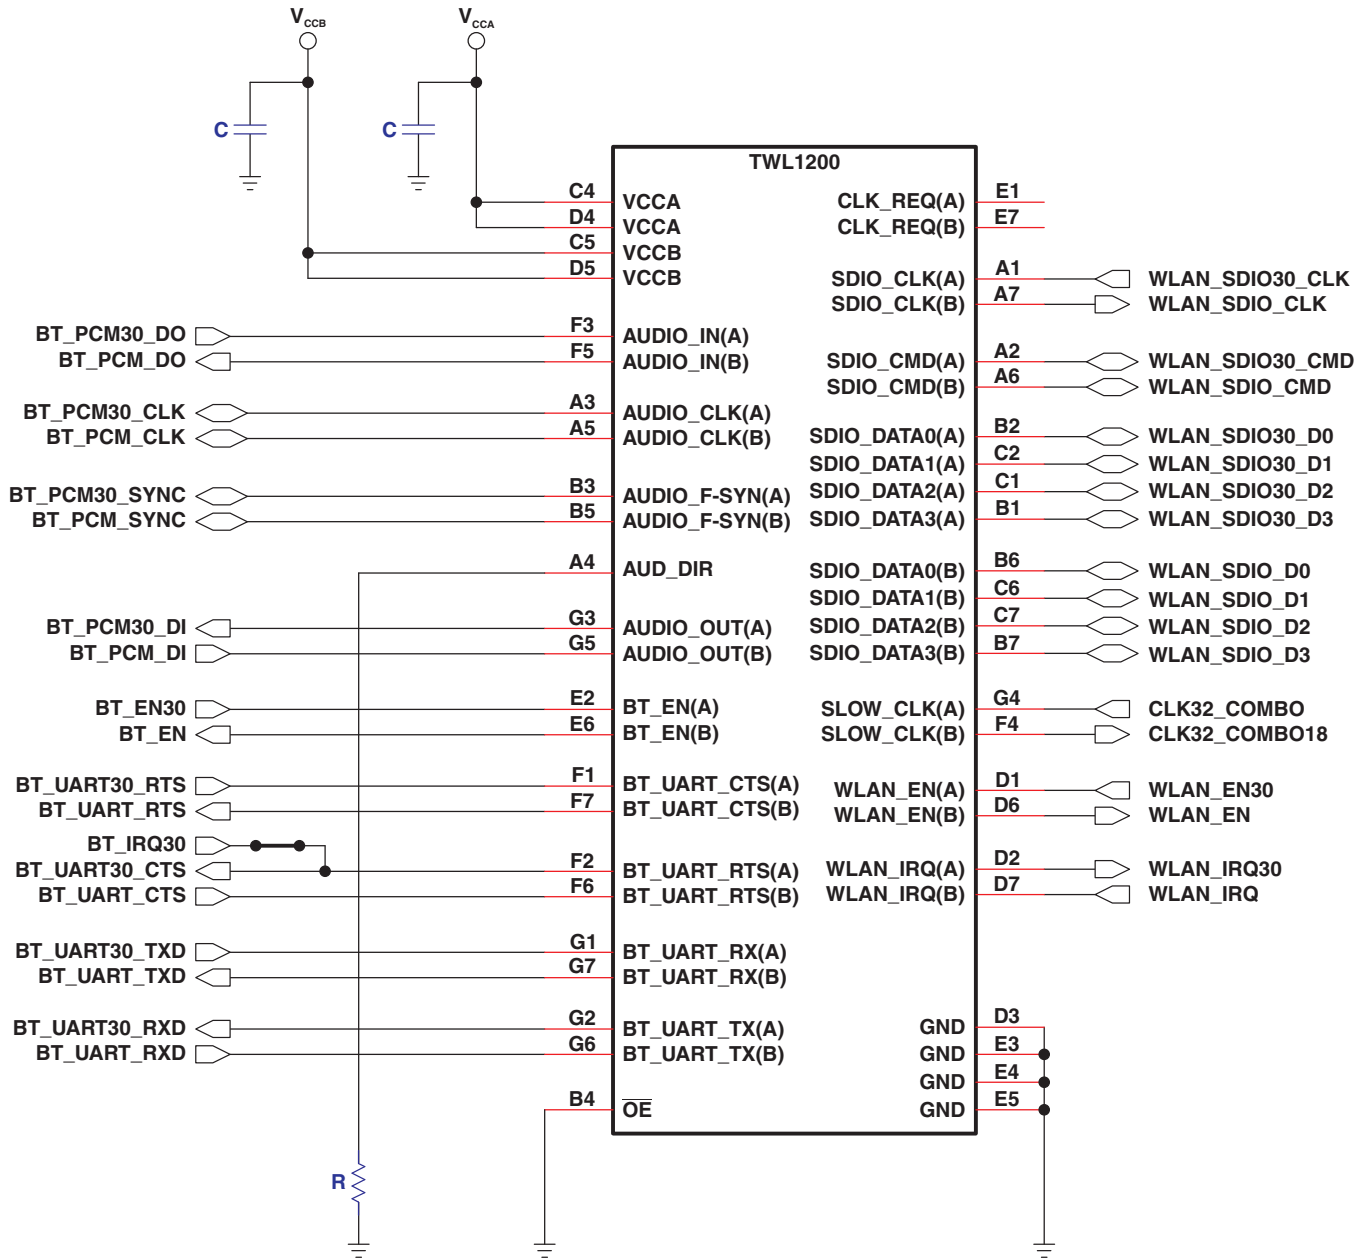 V_CCB
V_CCA
C
C
TWL1200
C4 VCCA
D4 VCCA
C5 VCCB
D5 VCCB
BT_PCM30_DO F3 AUDIO_IN(A)
BT_PCM_DO F5 AUDIO_IN(B)
BT_PCM30_CLK A3 AUDIO_CLK(A)
BT_PCM_CLK A5 AUDIO_CLK(B)
BT_PCM30_SYNC B3 AUDIO_F-SYN(A)
BT_PCM_SYNC B5 AUDIO_F-SYN(B)
A4 AUD_DIR
BT_PCM30_DI G3 AUDIO_OUT(A)
BT_PCM_DI G5 AUDIO_OUT(B)
BT_EN30 E2 BT_EN(A)
BT_EN E6 BT_EN(B)
BT_UART30_RTS F1 BT_UART_CTS(A)
BT_UART_RTS F7 BT_UART_CTS(B)
BT_IRQ30
BT_UART30_CTS F2 BT_UART_RTS(A)
BT_UART_CTS F6 BT_UART_RTS(B)
BT_UART30_TXD G1 BT_UART_RX(A)
BT_UART_TXD G7 BT_UART_RX(B)
BT_UART30_RXD G2 BT_UART_TX(A)
BT_UART_RXD G6 BT_UART_TX(B)
B4 O̅E̅
R
CLK_REQ(A) E1
CLK_REQ(B) E7
SDIO_CLK(A) A1 WLAN_SDIO30_CLK
SDIO_CLK(B) A7 WLAN_SDIO_CLK
SDIO_CMD(A) A2 WLAN_SDIO30_CMD
SDIO_CMD(B) A6 WLAN_SDIO_CMD
SDIO_DATA0(A) B2 WLAN_SDIO30_D0
SDIO_DATA1(A) C2 WLAN_SDIO30_D1
SDIO_DATA2(A) C1 WLAN_SDIO30_D2
SDIO_DATA3(A) B1 WLAN_SDIO30_D3
SDIO_DATA0(B) B6 WLAN_SDIO_D0
SDIO_DATA1(B) C6 WLAN_SDIO_D1
SDIO_DATA2(B) C7 WLAN_SDIO_D2
SDIO_DATA3(B) B7 WLAN_SDIO_D3
SLOW_CLK(A) G4 CLK32_COMBO
SLOW_CLK(B) F4 CLK32_COMBO18
WLAN_EN(A) D1 WLAN_EN30
WLAN_EN(B) D6 WLAN_EN
WLAN_IRQ(A) D2 WLAN_IRQ30
WLAN_IRQ(B) D7 WLAN_IRQ
GND D3
GND E3
GND E4
GND E5